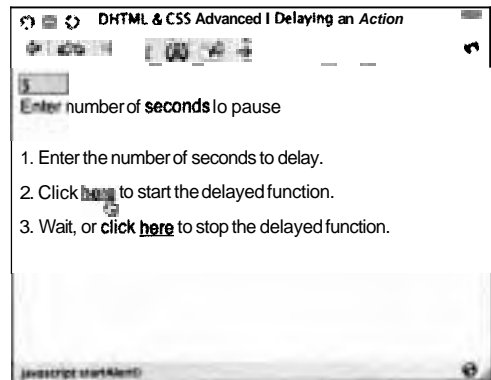 DHTML & CSS Advanced I Delaying an Action
5
Enter number of seconds lo pause
1. Enter the number of seconds to delay.
2. Click here to start the delayed function.
3. Wait, or click here to stop the delayed function.
javascript startAlert()